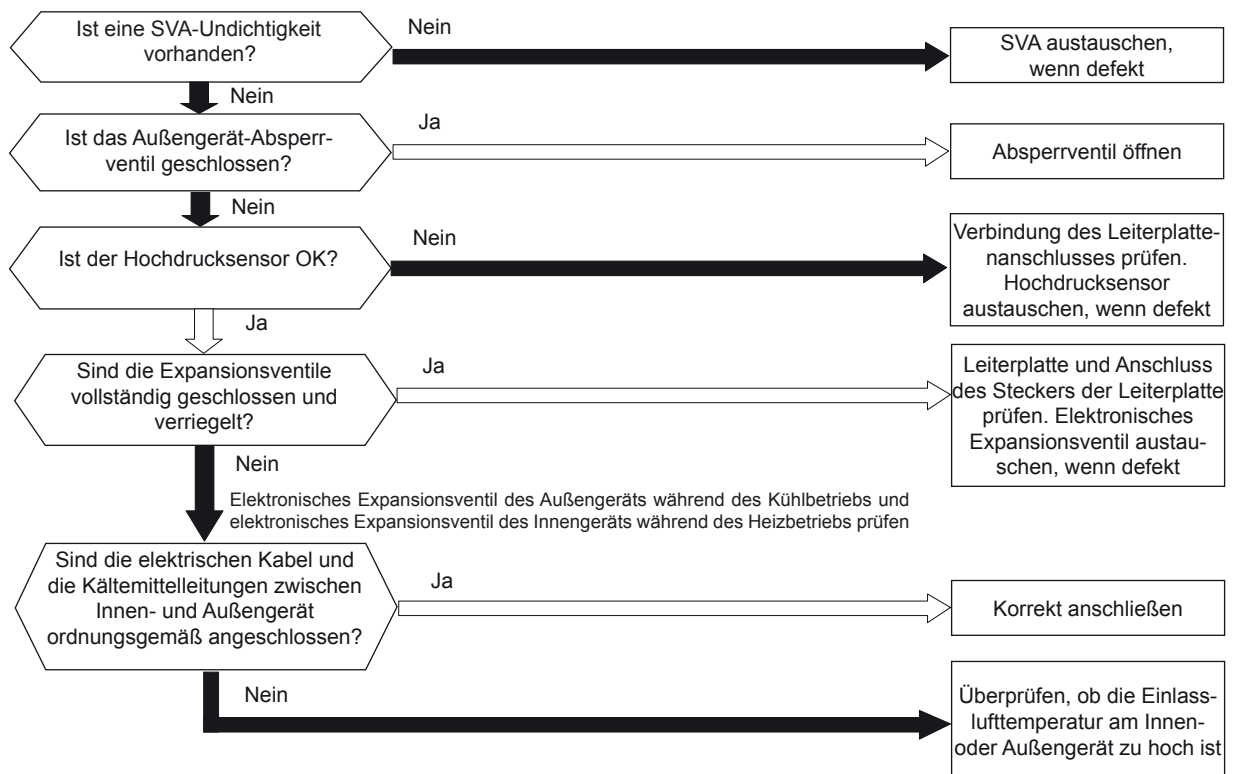 Ist eine SVA-Undichtigkeit
vorhanden?
Nein
SVA austauschen,
wenn defekt
Nein
Ist das Außengerät-Absperr-
ventil geschlossen?
Ja
Absperrventil öffnen
Nein
Ist der Hochdrucksensor OK?
Nein
Verbindung des Leiterplatte-
nanschlusses prüfen.
Hochdrucksensor
austauschen, wenn defekt
Ja
Sind die Expansionsventile
vollständig geschlossen und
verriegelt?
Ja
Leiterplatte und Anschluss
des Steckers der Leiterplatte
prüfen. Elektronisches
Expansionsventil austau-
schen, wenn defekt
Nein
Elektronisches Expansionsventil des Außengeräts während des Kühlbetriebs und
elektronisches Expansionsventil des Innengeräts während des Heizbetriebs prüfen
Sind die elektrischen Kabel und
die Kältemittelleitungen zwischen
Innen- und Außengerät
ordnungsgemäß angeschlossen?
Ja
Korrekt anschließen
Nein
Überprüfen, ob die Einlass-
lufttemperatur am Innen-
oder Außengerät zu hoch ist